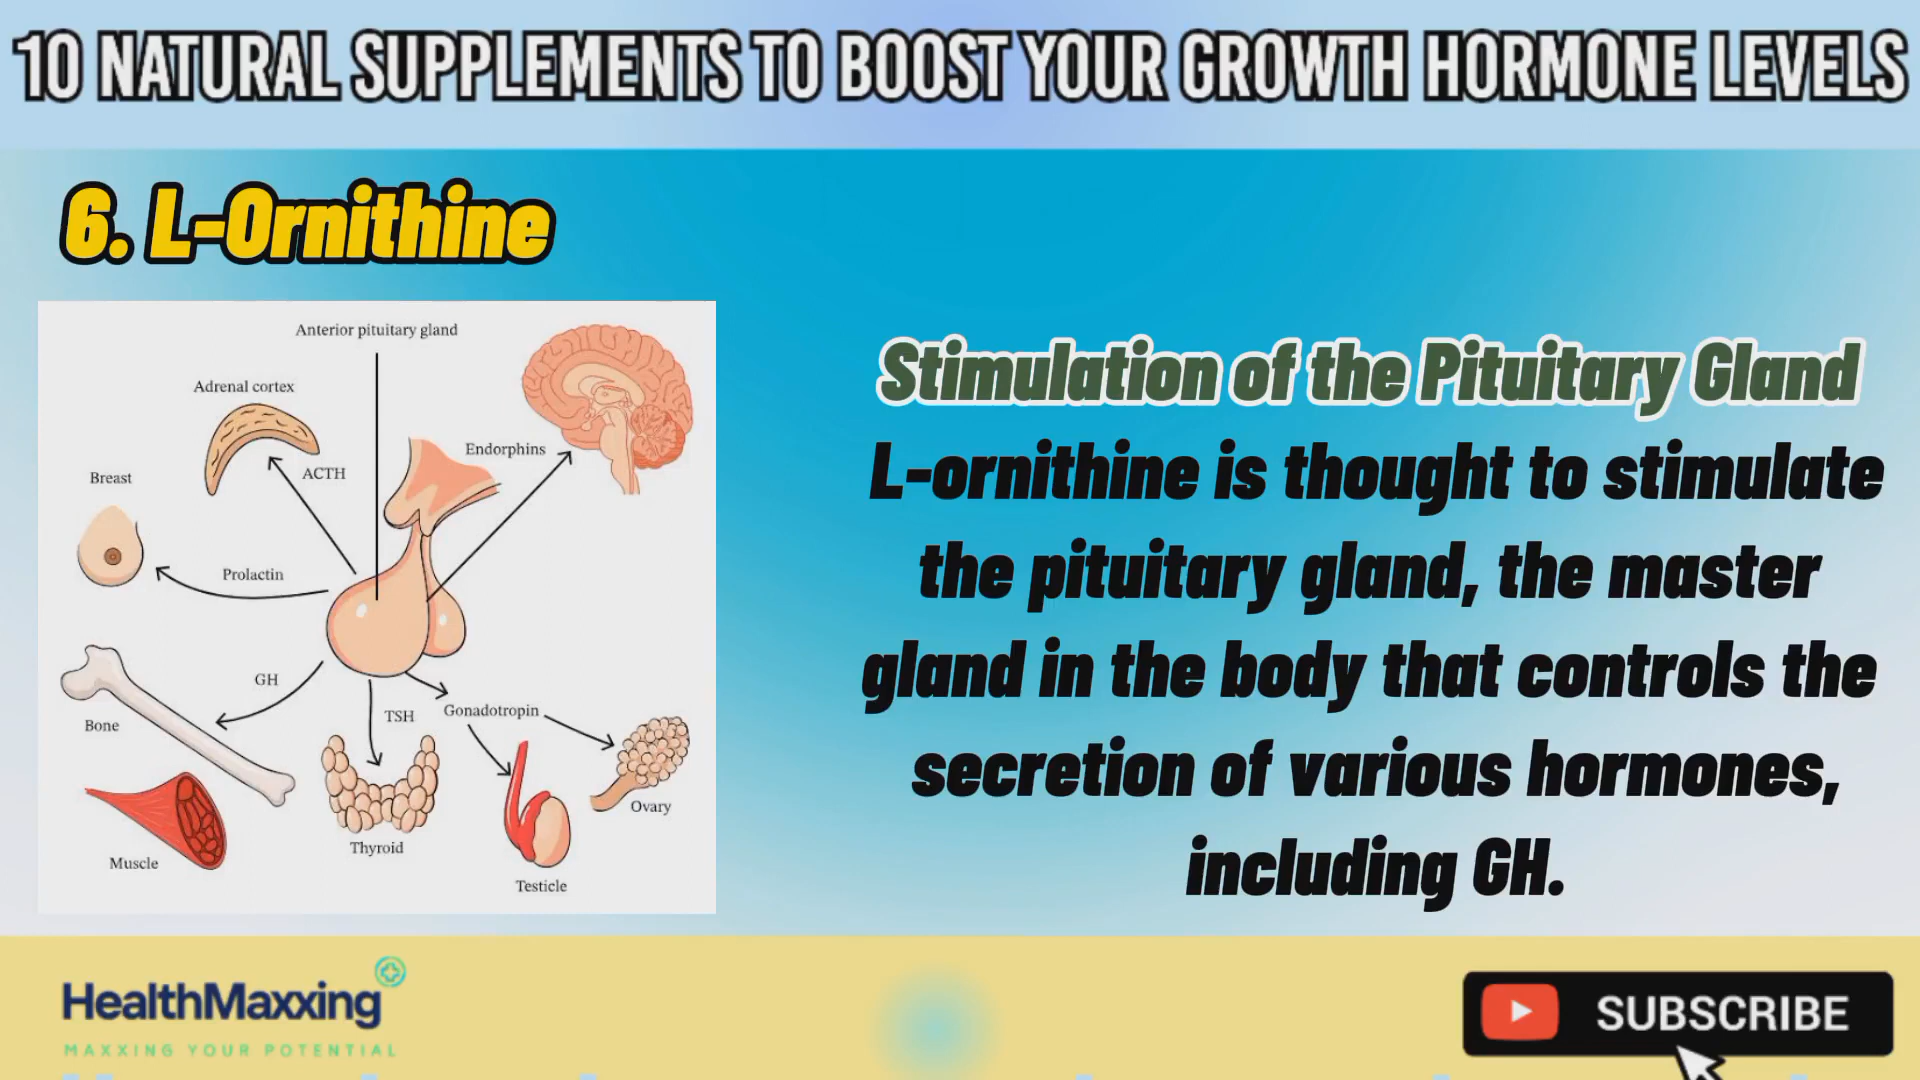 10 NATURAL SUPPLEMENTS TO BOOST YOUR GROWTH HORMONE LEVELS
6. L-Ornithine
Anterior pituitary gland
Adrenal cortex
Endorphins
ACTH
Breast
Prolactin
GH
TSH
Gonadotropin
Bone
Ovary
Thyroid
Muscle
Testicle
Stimulation of the Pituitary Gland
L-ornithine is thought to stimulate
the pituitary gland, the master
gland in the body that controls the
secretion of various hormones,
including GH.
HealthMaxxing
MAXXING YOUR POTENTIAL
SUBSCRIBE